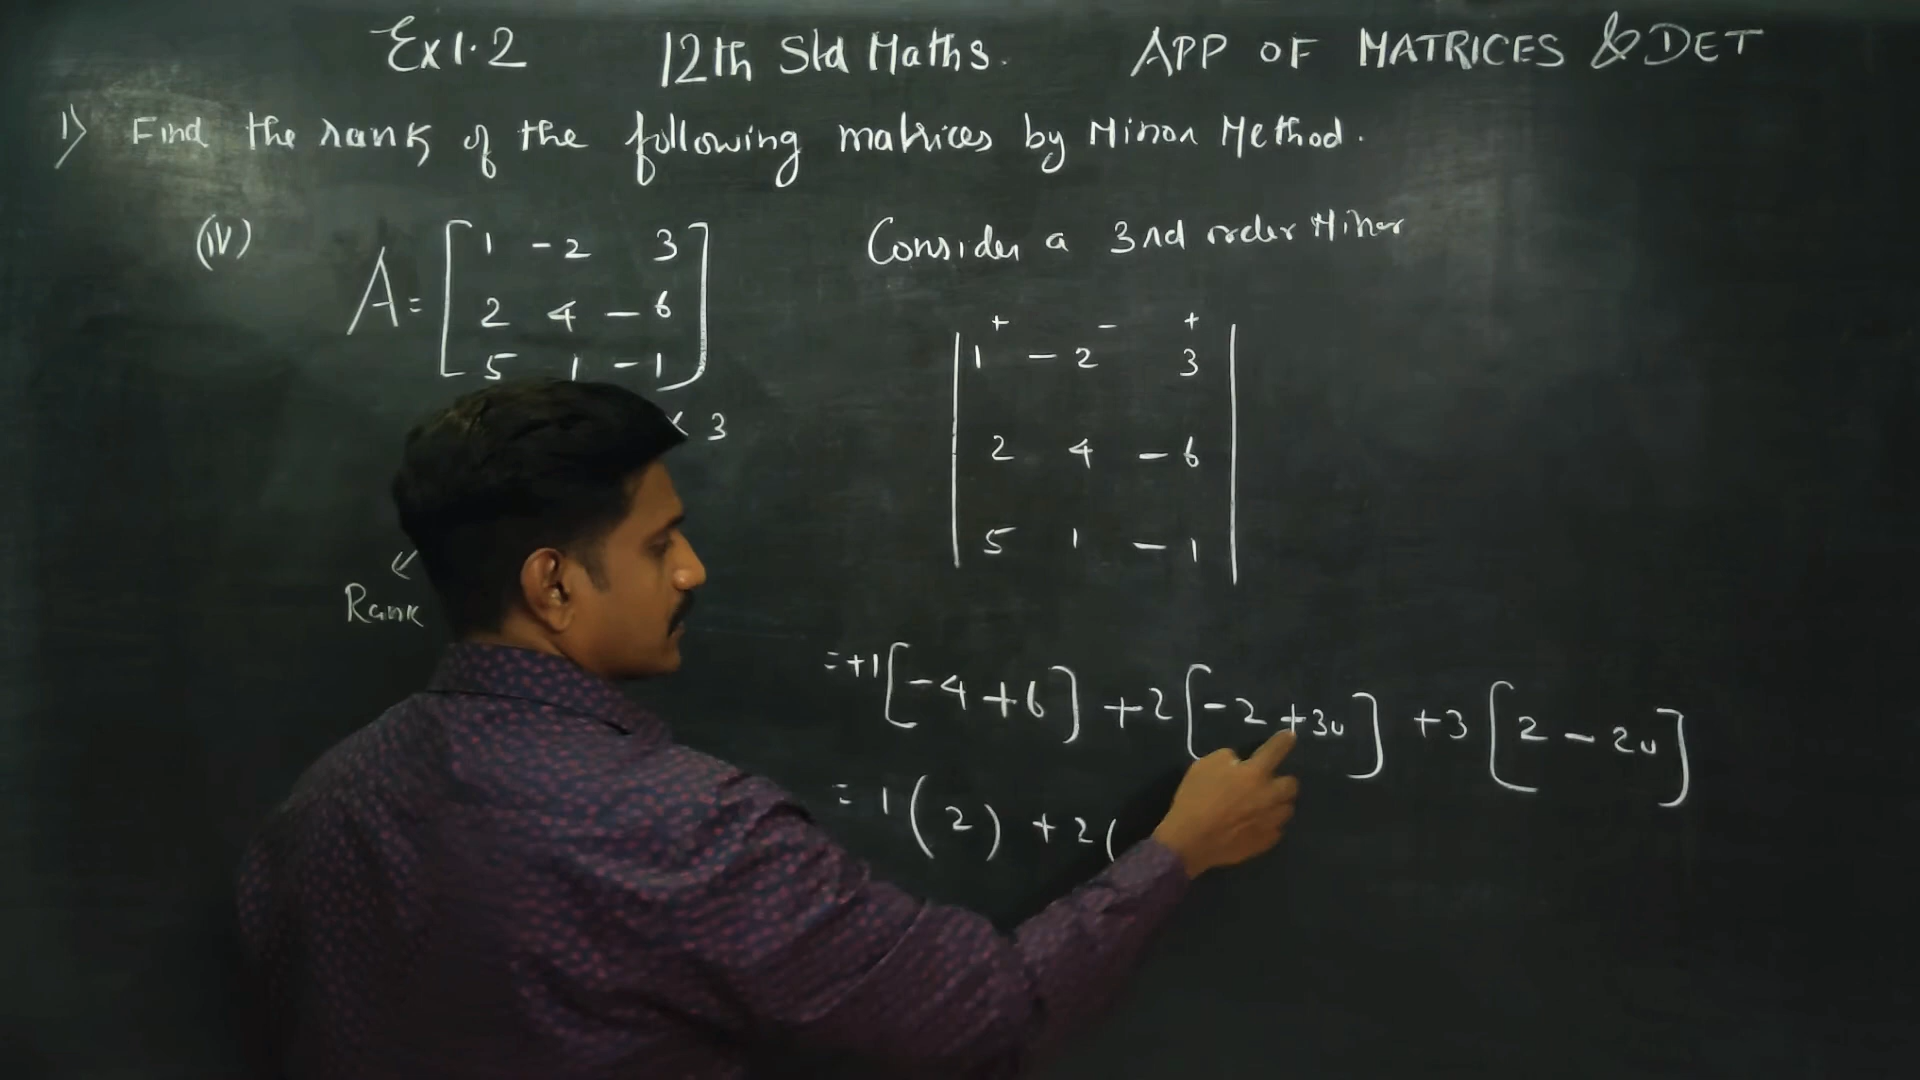 Ex 1.2 12th Std Maths. APP OF MATRICES & DET
1) Find the rank of the following matrices by Minor Method.
(iv) A = [ 1 -2 3 ] Consider a 3rd order Minor
2 4 -6
5 1 -1
× 3
+ - +
| 1 -2 3 |
2 4 -6
5 1 -1
Rank
= +1[-4+6] +2[-2+30] +3[2-20]
= 1(2) +2(